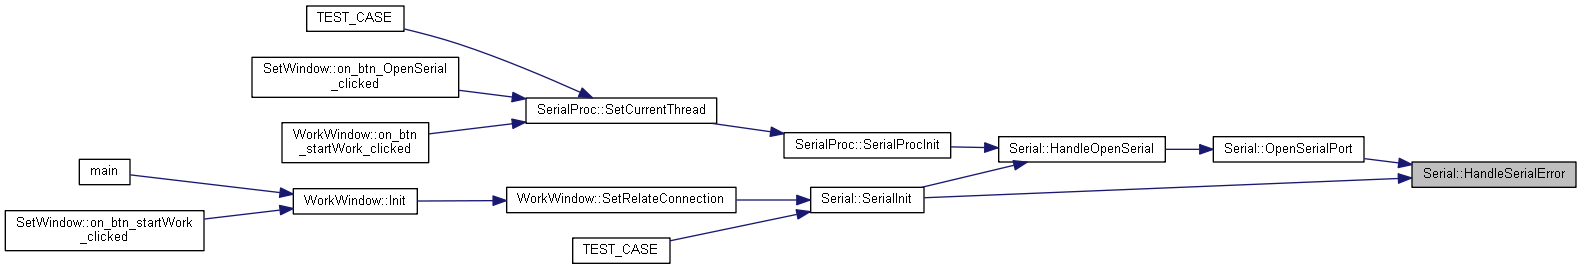 TEST_CASE
SetWindow::on_btn_OpenSerial
_clicked
SerialProc::SetCurrentThread
WorkWindow::on_btn
_startWork_clicked
SerialProc::SerialProcInit
Serial::HandleOpenSerial
Serial::OpenSerialPort
Serial::HandleSerialError
main
WorkWindow::Init
WorkWindow::SetRelateConnection
Serial::SerialInit
SetWindow::on_btn_startWork
_clicked
TEST_CASE